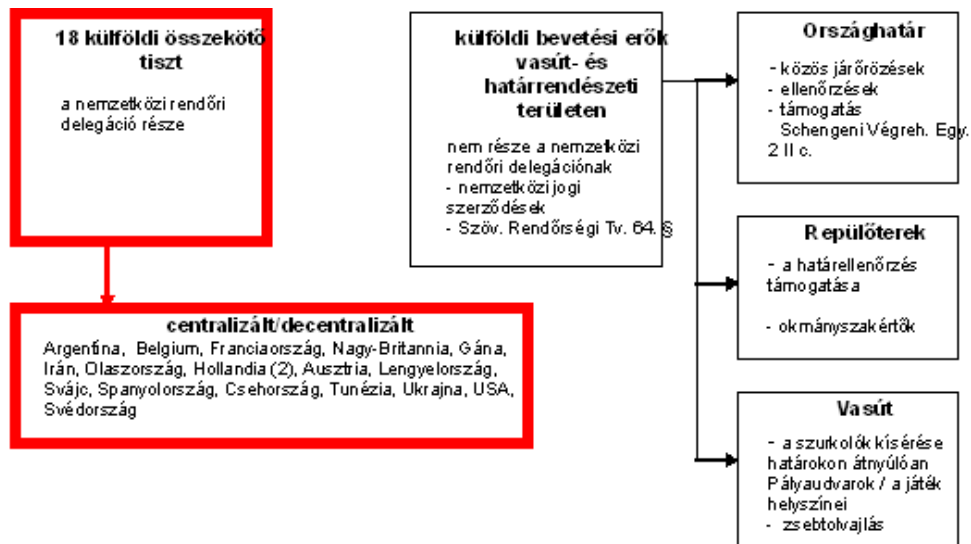 18 külföldi összekötő
tiszt
a nemzetközi rendőri
delegáció része
centralizált/decentralizált
Argentína, Belgium, Franciaország, Nagy-Britannia, Gána,
Irán, Olaszország, Hollandia (2), Ausztria, Lengyelország,
Svájc, Spanyolország, Csehország, Tunézia, Ukrajna, USA,
Svédország
külföldi bevetési erők
vasút- és
határrendészeti
területen
nem része a nemzetközi
rendőri delegációnak
- nemzetközi jogi
szerződések
- Szöv. Rendőrségi Tv. 64. §
Országhatár
- közös járőrözések
- ellenőrzések
- támogatás
Schengeni Végreh. Egy.
2 II c.
Repülőterek
- a határellenőrzés
támogatása
- okmányszakértők
Vasút
- a szurkolók kísérése
határokon átnyúlóan
Pályaudvarok / a játék
helyszínei
- zsebtolvajlás